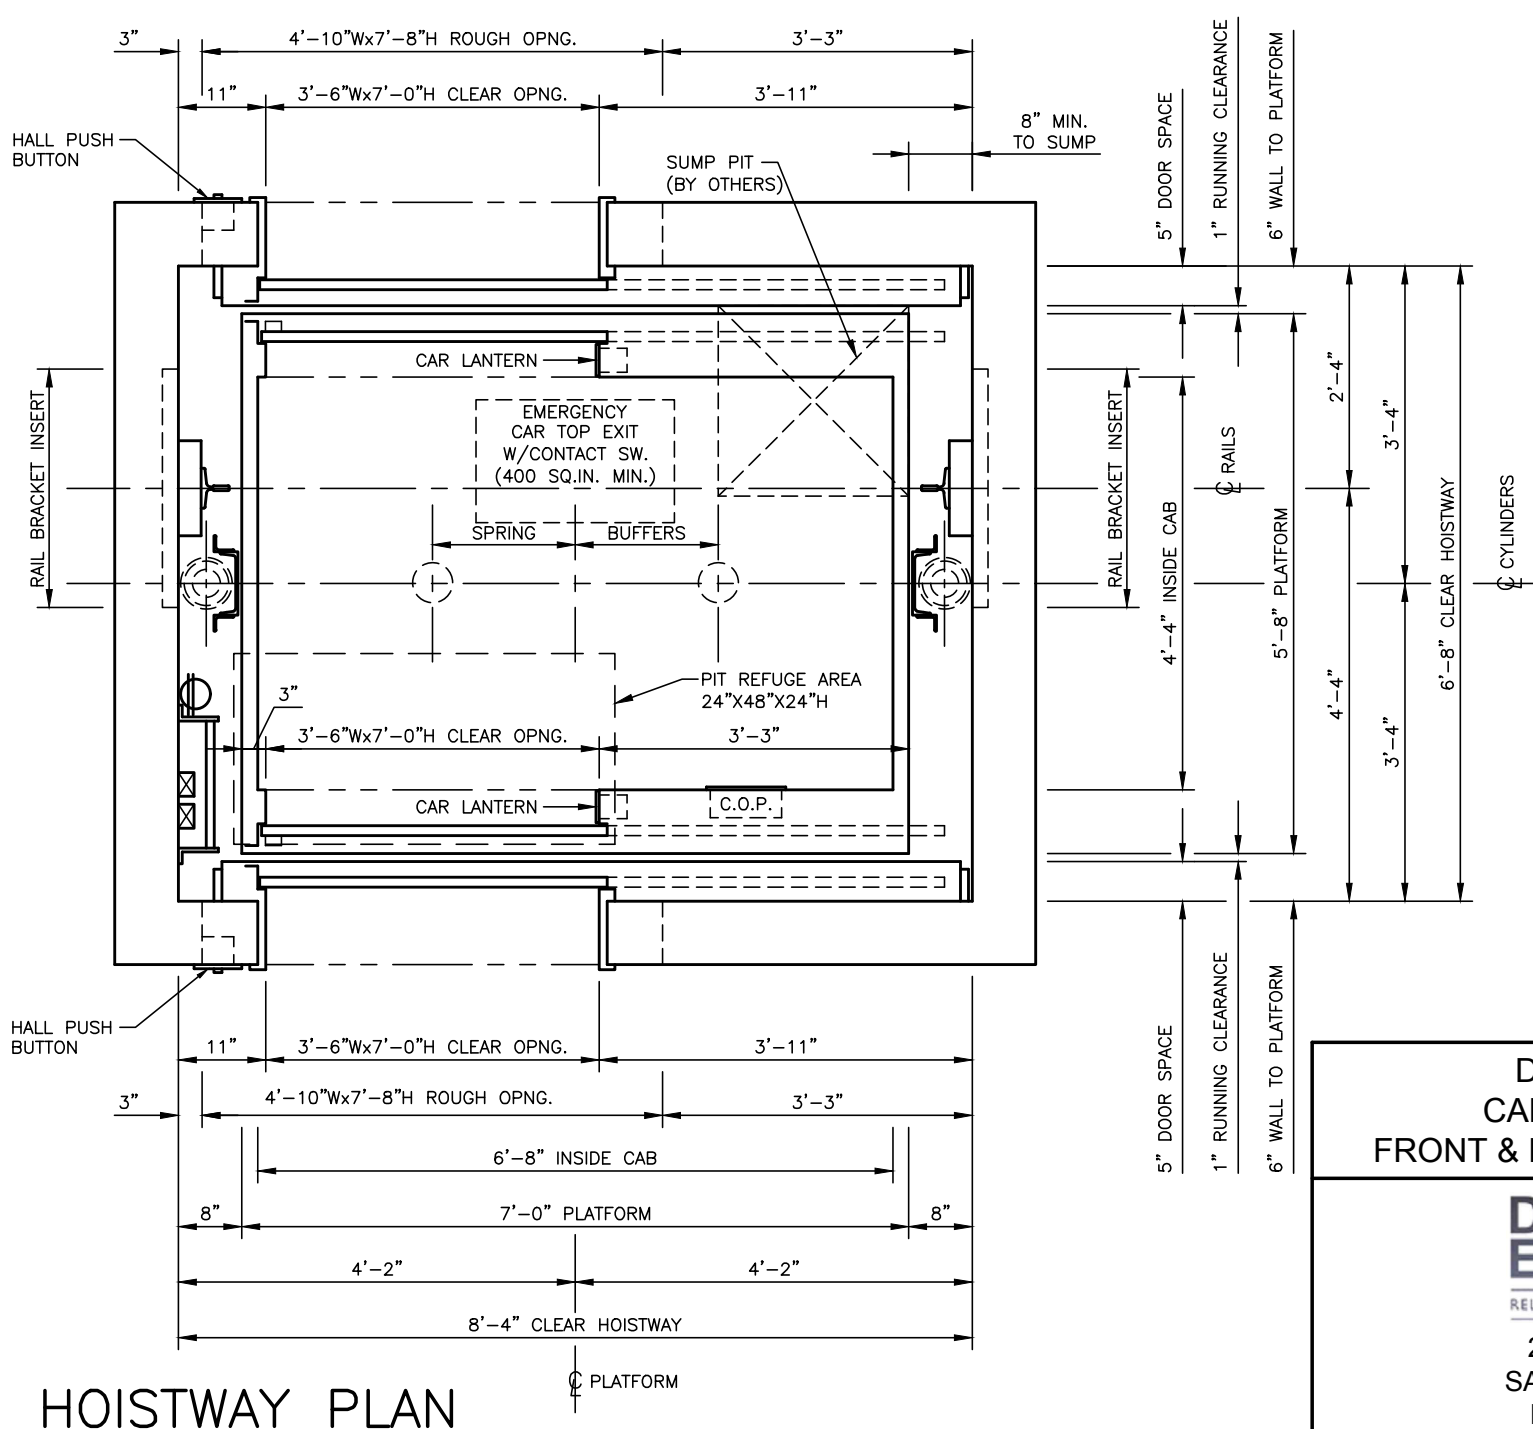 3” 4’-10”Wx7’-8”H ROUGH OPNG. 3’-3”
11” 3’-6”Wx7’-0”H CLEAR OPNG. 3’-11”
8” MIN.
TO SUMP
HALL PUSH
BUTTON
SUMP PIT
(BY OTHERS)
5” DOOR SPACE
1” RUNNING CLEARANCE
6” WALL TO PLATFORM
CAR LANTERN
EMERGENCY
CAR TOP EXIT
W/CONTACT SW.
(400 SQ.IN. MIN.)
RAIL BRACKET INSERT
SPRING BUFFERS
RAIL BRACKET INSERT
4’-4” INSIDE CAB
℄ RAILS
5’-8” PLATFORM
2’-4”
4’-4”
3’-4”
3’-4”
6’-8” CLEAR HOISTWAY
℄ CYLINDERS
PIT REFUGE AREA
24”X48”X24”H
3”
3’-6”Wx7’-0”H CLEAR OPNG. 3’-3”
CAR LANTERN
C.O.P.
HALL PUSH
BUTTON
5” DOOR SPACE
1” RUNNING CLEARANCE
6” WALL TO PLATFORM
11” 3’-6”Wx7’-0”H CLEAR OPNG. 3’-11”
3” 4’-10”Wx7’-8”H ROUGH OPNG. 3’-3”
6’-8” INSIDE CAB
8” 7’-0” PLATFORM 8”
4’-2” 4’-2”
8’-4” CLEAR HOISTWAY
℄ PLATFORM
HOISTWAY PLAN
FRONT &